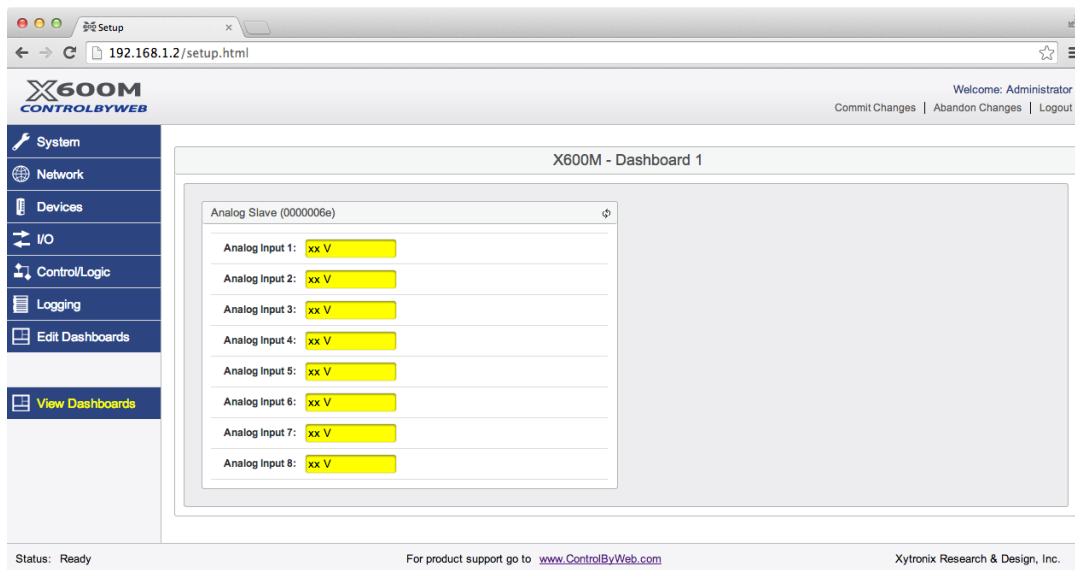 Setup
192.168.1.2/setup.html
X600M
CONTROLBYWEB
Welcome: Administrator
Commit Changes | Abandon Changes | Logout
System
Network
Devices
I/O
Control/Logic
Logging
Edit Dashboards
View Dashboards
X600M - Dashboard 1
Analog Slave (0000006e)
Analog Input 1: xx V
Analog Input 2: xx V
Analog Input 3: xx V
Analog Input 4: xx V
Analog Input 5: xx V
Analog Input 6: xx V
Analog Input 7: xx V
Analog Input 8: xx V
Status: Ready
For product support go to www.ControlByWeb.com
Xytronix Research & Design, Inc.